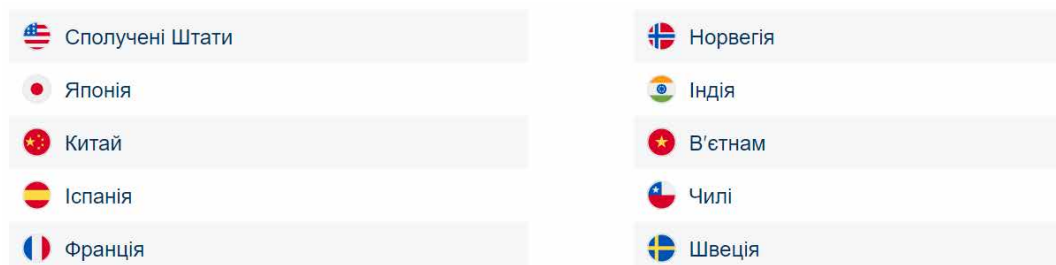 Сполучені Штати
Японія
Китай
Іспанія
Франція
Норвегія
Індія
В'єтнам
Чилі
Швеція